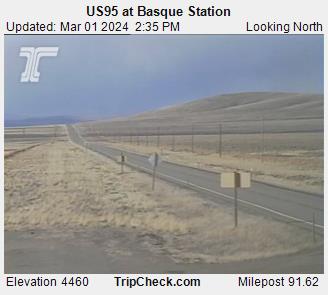 US95 at Basque Station
Updated: Mar 01 2024 2:35 PM Looking North
Elevation 4460 TripCheck.com Milepost 91.62